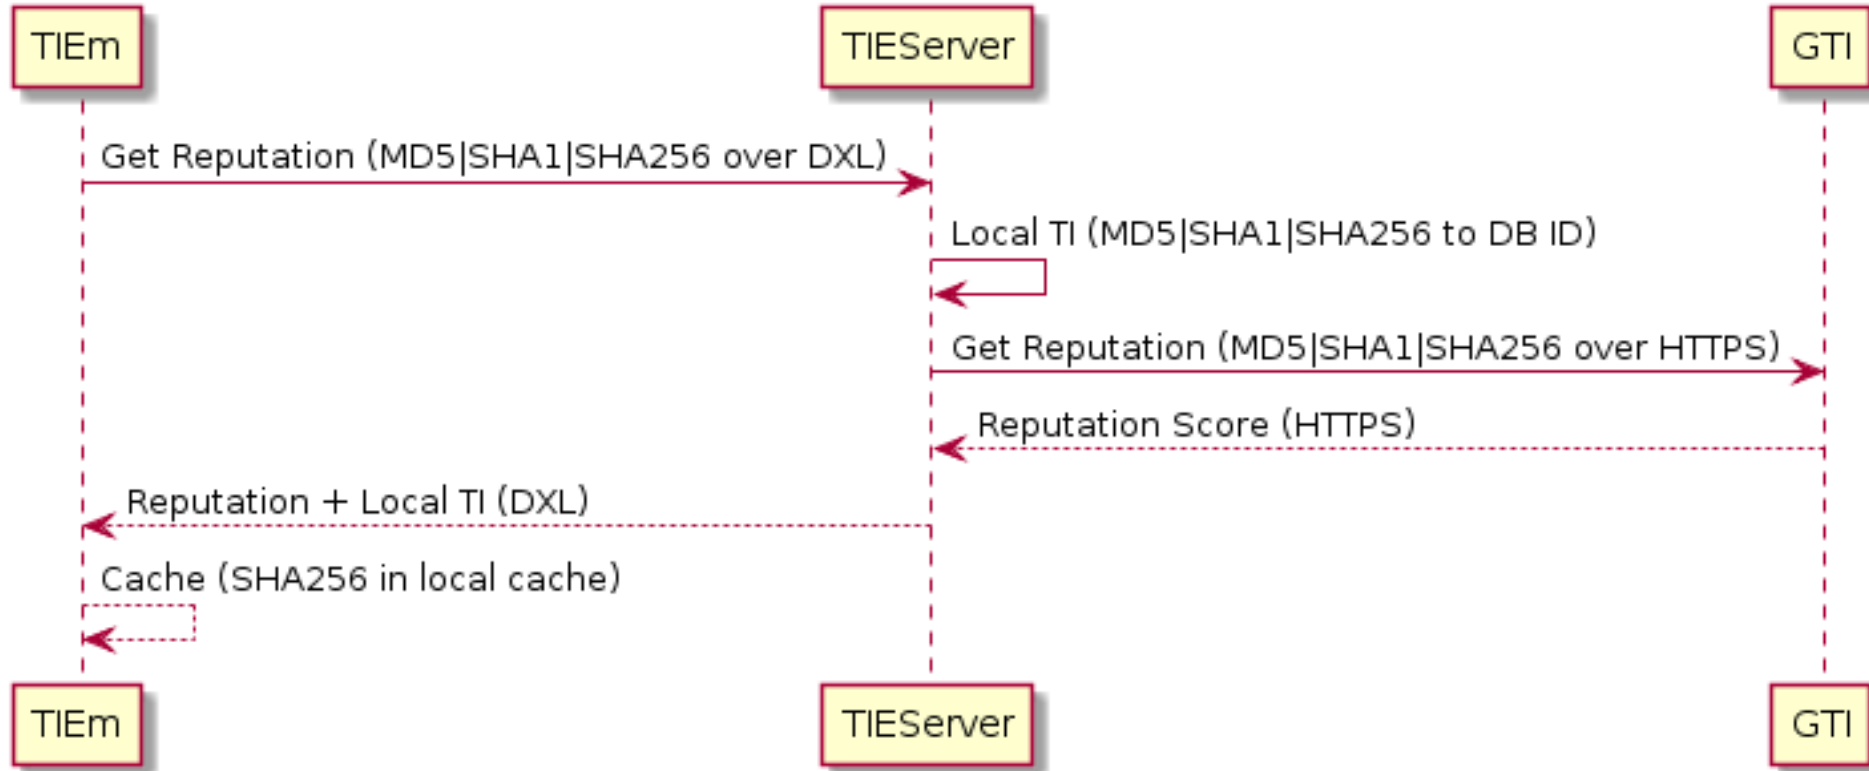 TIEm
TIEServer
GTI
Get Reputation (MD5|SHA1|SHA256 over DXL)
Local TI (MD5|SHA1|SHA256 to DB ID)
Get Reputation (MD5|SHA1|SHA256 over HTTPS)
Reputation Score (HTTPS)
Reputation + Local TI (DXL)
Cache (SHA256 in local cache)
TIEm
TIEServer
GTI